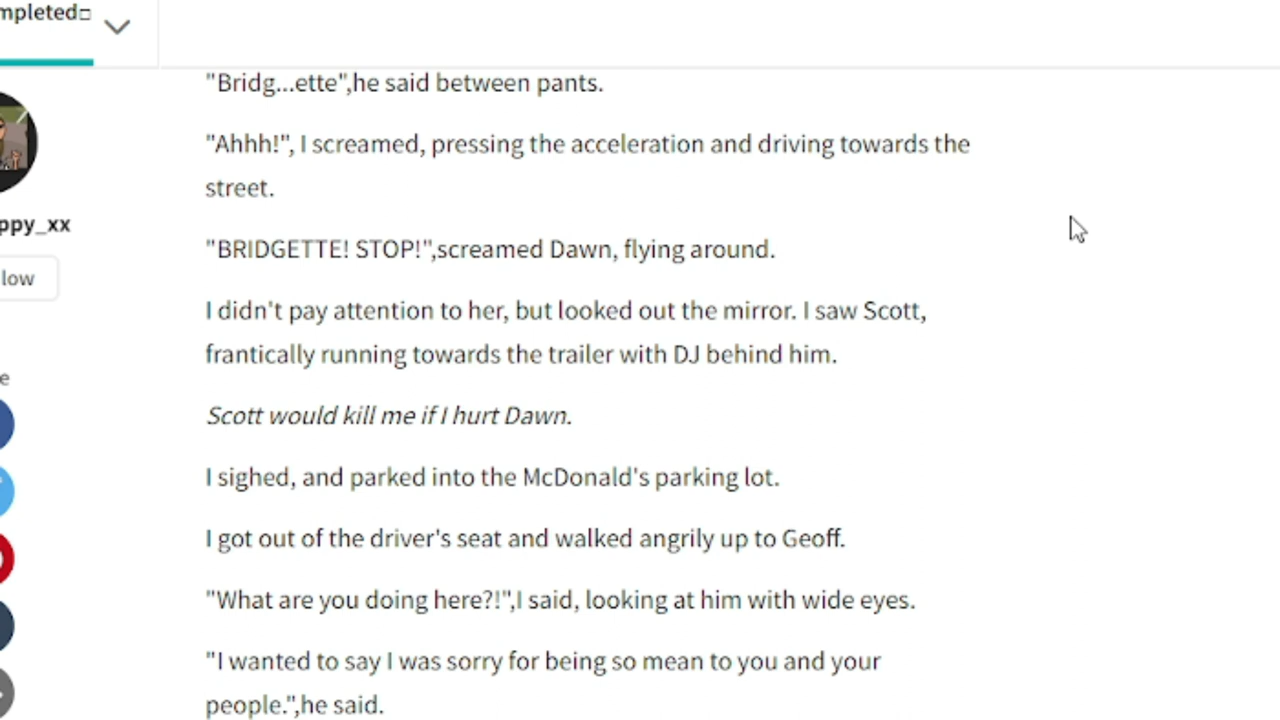 mpleted□
"Bridg...ette",he said between pants.
"Ahhh!", I screamed, pressing the acceleration and driving towards the
street.
ppy_xx
"BRIDGETTE! STOP!",screamed Dawn, flying around.
low
I didn't pay attention to her, but looked out the mirror. I saw Scott,
frantically running towards the trailer with DJ behind him.
e
Scott would kill me if I hurt Dawn.
I sighed, and parked into the McDonald's parking lot.
I got out of the driver's seat and walked angrily up to Geoff.
"What are you doing here?!",I said, looking at him with wide eyes.
"I wanted to say I was sorry for being so mean to you and your
people.",he said.